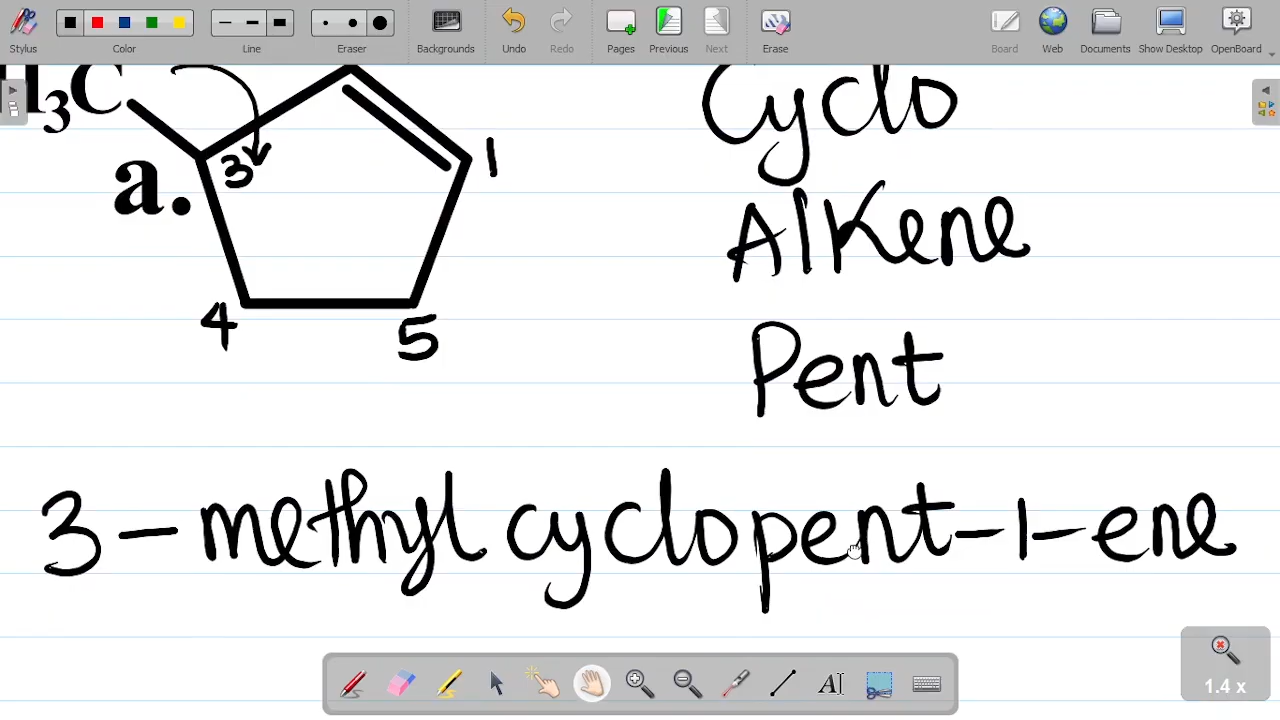 Stylus
Color
Line
Eraser
Backgrounds
Undo
Redo
Pages
Previous
Next
Erase
Board
Web
Documents
Show Desktop
OpenBoard
H₃C
a.
3
1
4
5
Cyclo
Alkene
Pent
3 - methyl cyclopent-1-ene
1.4 x